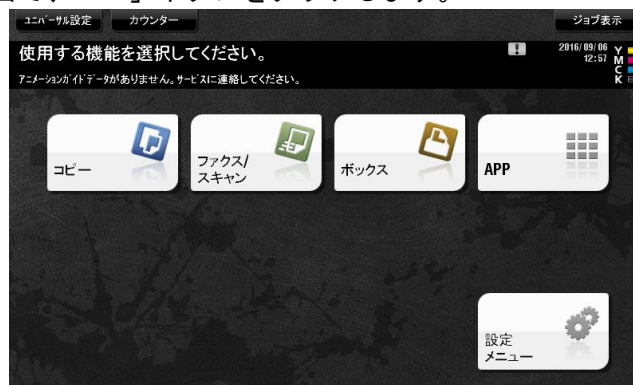 ユニバーサル設定 カウンター ジョブ表示
使用する機能を選択してください。
アニメーションガイドデータがありません。サービスに連絡してください。
2016/09/06
12:57
Y
M
C
K
コピー
ファクス/
スキャン
ボックス
APP
設定
メニュー